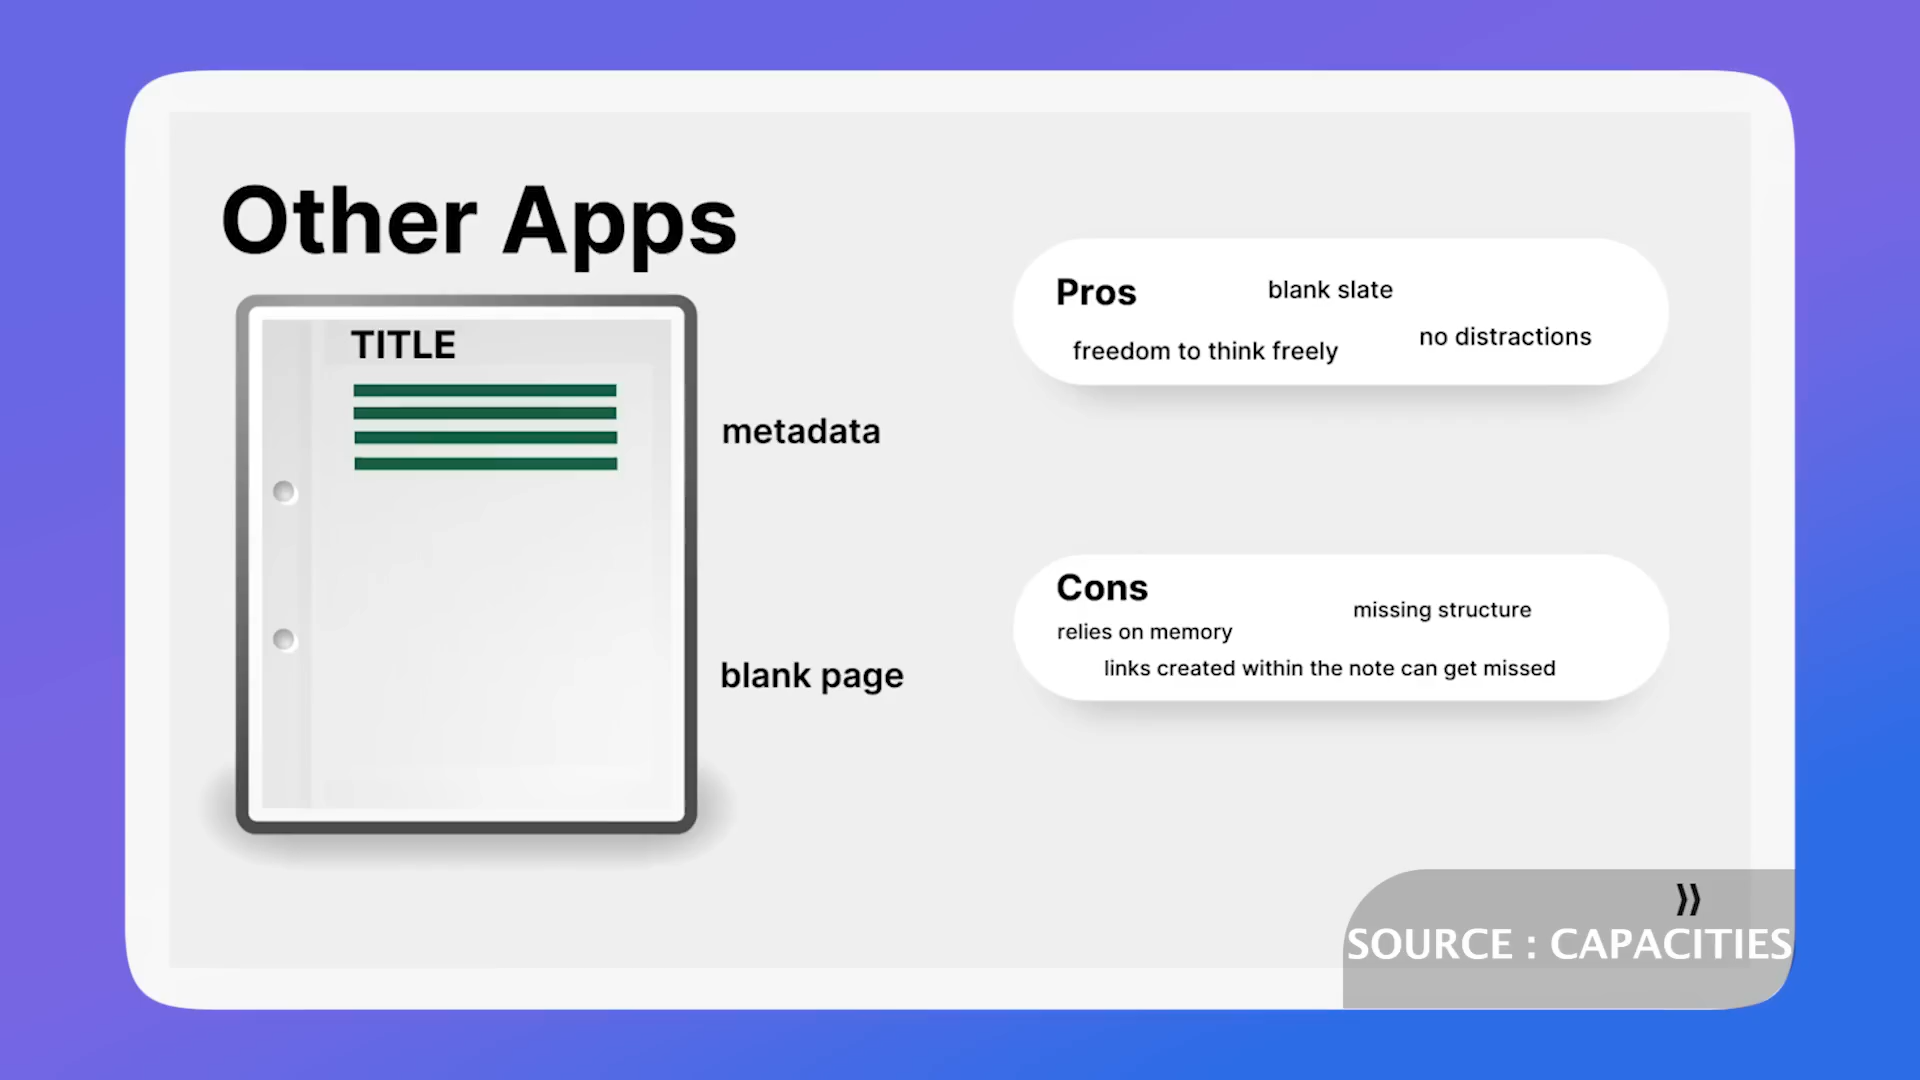 Other Apps
TITLE
metadata
blank page
Pros
blank slate
freedom to think freely
no distractions
Cons
missing structure
relies on memory
links created within the note can get missed
SOURCE : CAPACITIES